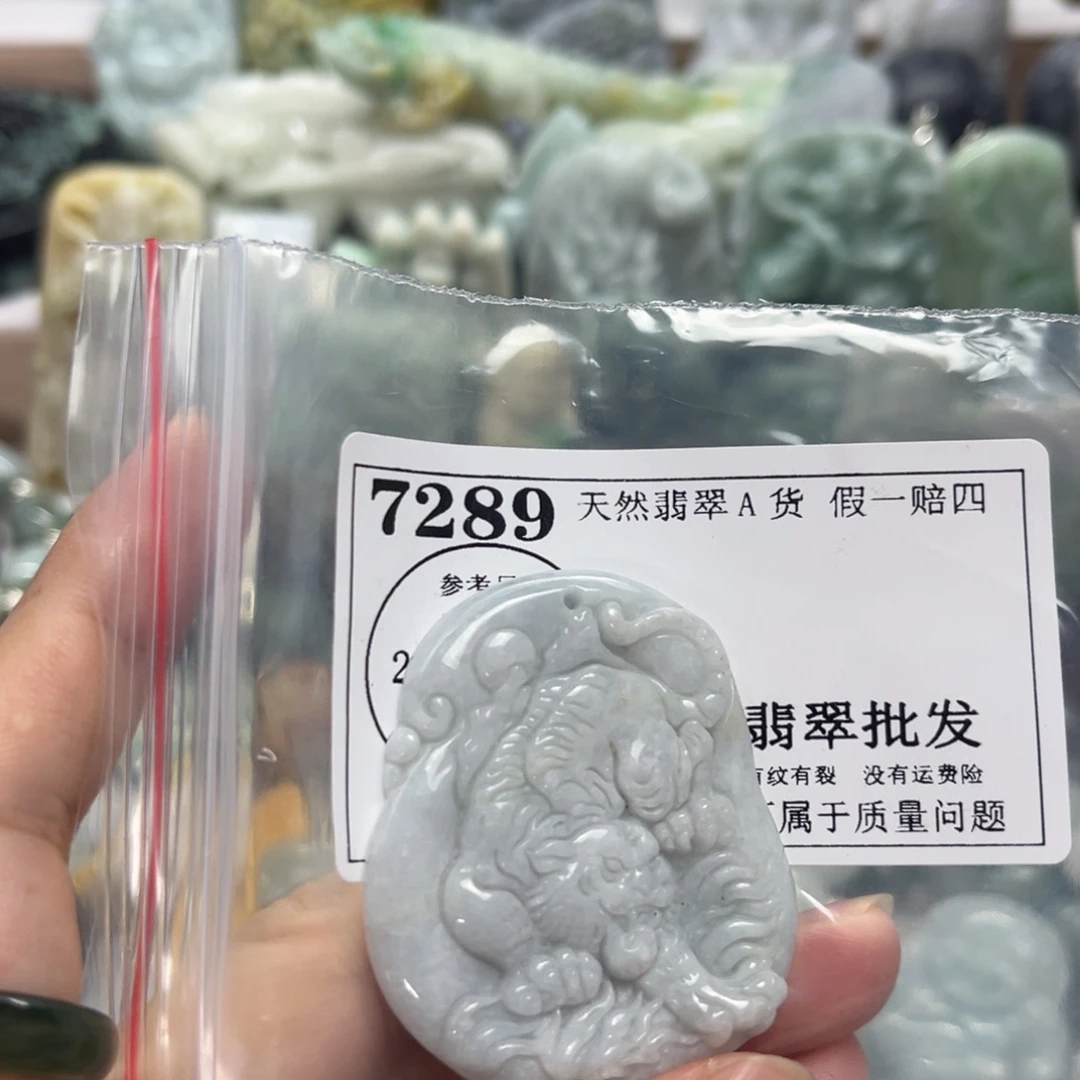 7289 天然翡翠A货 假一赔四
参考
2
翡翠批发
有纹有裂 没有运费险
属于质量问题